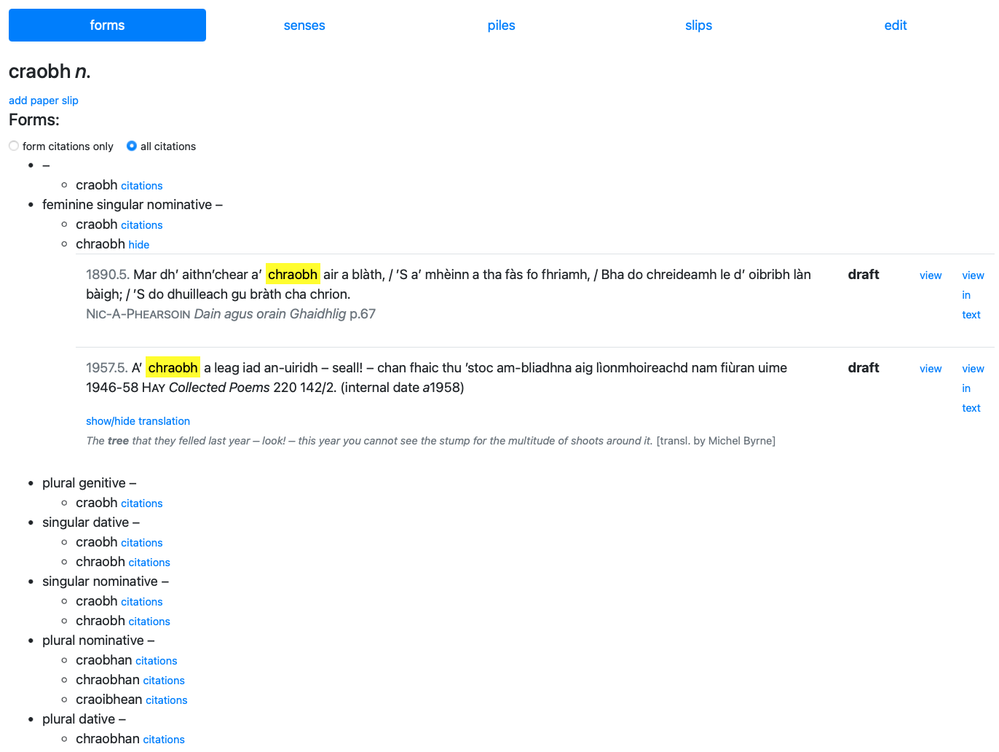 forms senses piles slips edit
craobh n.
add paper slip
Forms:
form citations only all citations
–
craobh citations
feminine singular nominative –
craobh citations
chraobh hide
1890.5. Mar dh’ aithn’chear a’ chraobh air a blàth, / ’S a’ mhèinn a tha fàs fo fhriamh, / Bha do chreideamh le d’ oibribh làn draft view view
bàigh; / ’S do dhuilleach gu bràth cha chrion. in
Nic-A-Phearsoin Dain agus orain Ghaidhlig p.67 text
1957.5. A’ chraobh a leag iad an-uiridh – seall! – chan fhaic thu ’stoc am-bliadhna aig lìonmhoireachd nam fiùran uime draft view view
1946-58 Hay Collected Poems 220 142/2. (internal date a1958) in
text
show/hide translation
The tree that they felled last year – look! – this year you cannot see the stump for the multitude of shoots around it. [transl. by Michel Byrne]
plural genitive –
craobh citations
singular dative –
craobh citations
chraobh citations
singular nominative –
craobh citations
chraobh citations
plural nominative –
craobhan citations
chraobhan citations
craoibhean citations
plural dative –
chraobhan citations